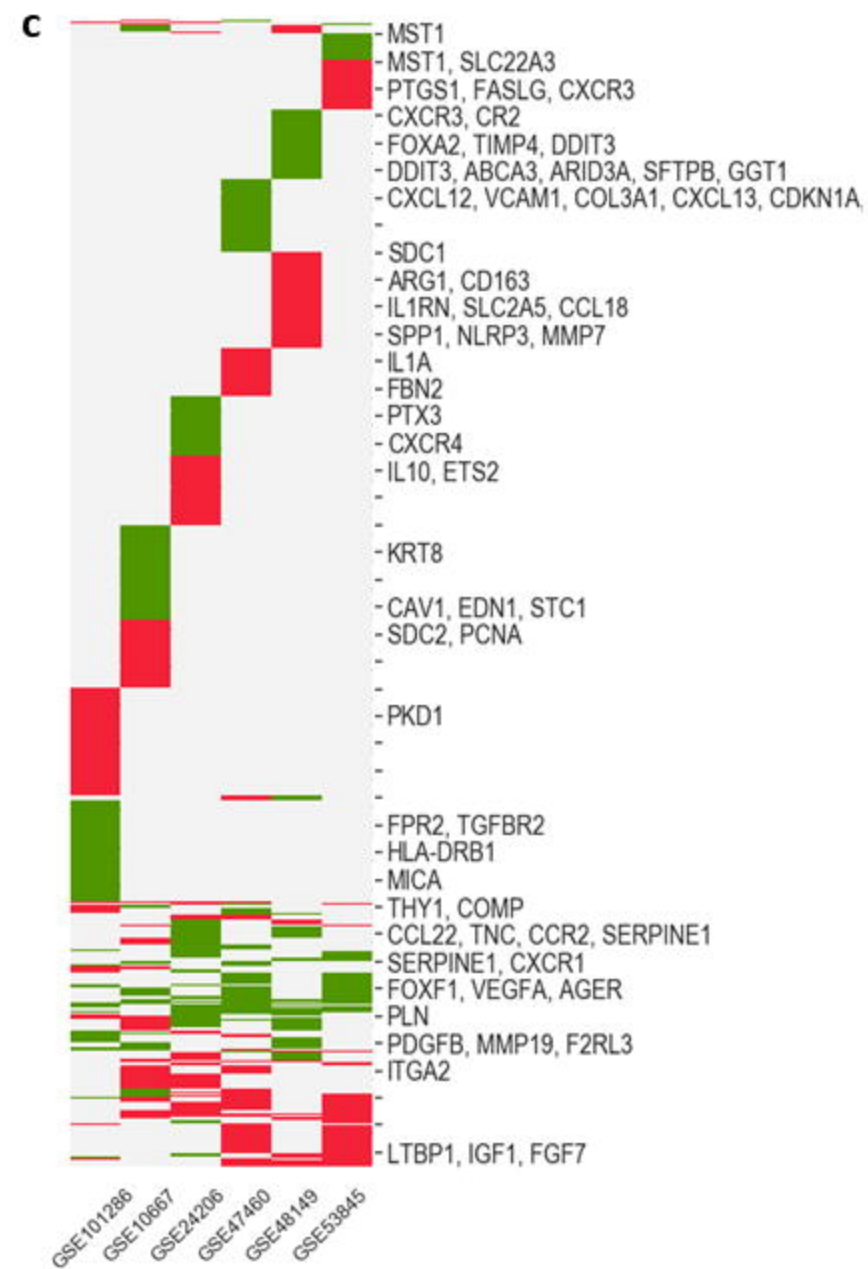 c
MST1
MST1, SLC22A3
PTGS1, FASLG, CXCR3
CXCR3, CR2
FOXA2, TIMP4, DDIT3
DDIT3, ABCA3, ARID3A, SFTPB, GGT1
CXCL12, VCAM1, COL3A1, CXCL13, CDKN1A,
SDC1
ARG1, CD163
IL1RN, SLC2A5, CCL18
SPP1, NLRP3, MMP7
IL1A
FBN2
PTX3
CXCR4
IL10, ETS2
KRT8
CAV1, EDN1, STC1
SDC2, PCNA
PKD1
FPR2, TGFBR2
HLA-DRB1
MICA
THY1, COMP
CCL22, TNC, CCR2, SERPINE1
SERPINE1, CXCR1
FOXF1, VEGFA, AGER
PLN
PDGFB, MMP19, F2RL3
ITGA2
LTBP1, IGF1, FGF7
GSE101286
GSE10667
GSE24206
GSE47460
GSE48149
GSE53845